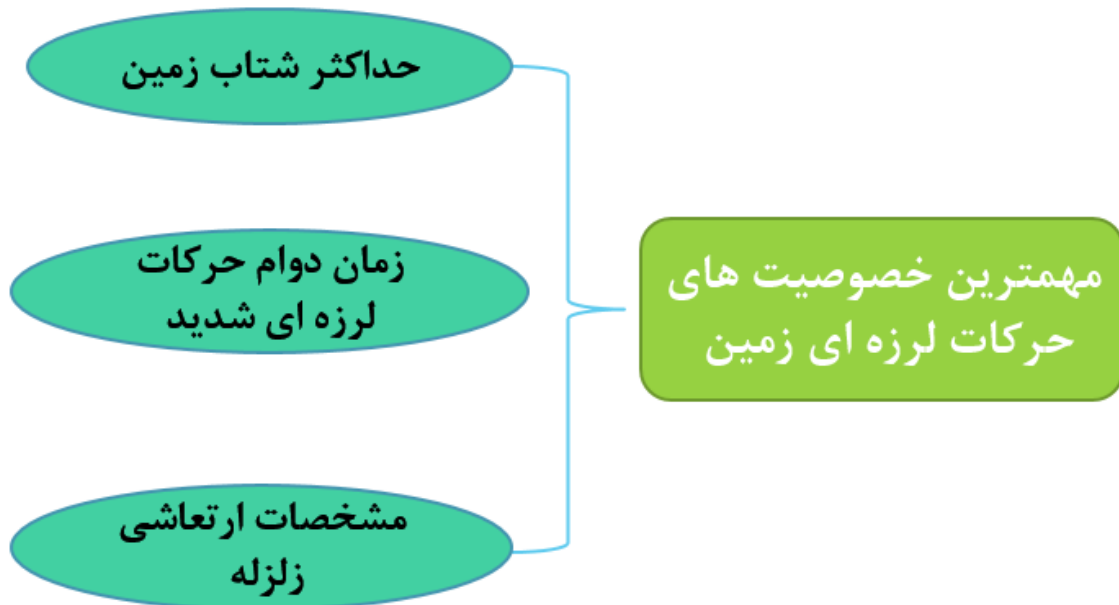 مهمترین خصوصیت های
حرکات لرزه ای زمین
حداکثر شتاب زمین
زمان دوام حرکات
لرزه ای شدید
مشخصات ارتعاشی
زلزله